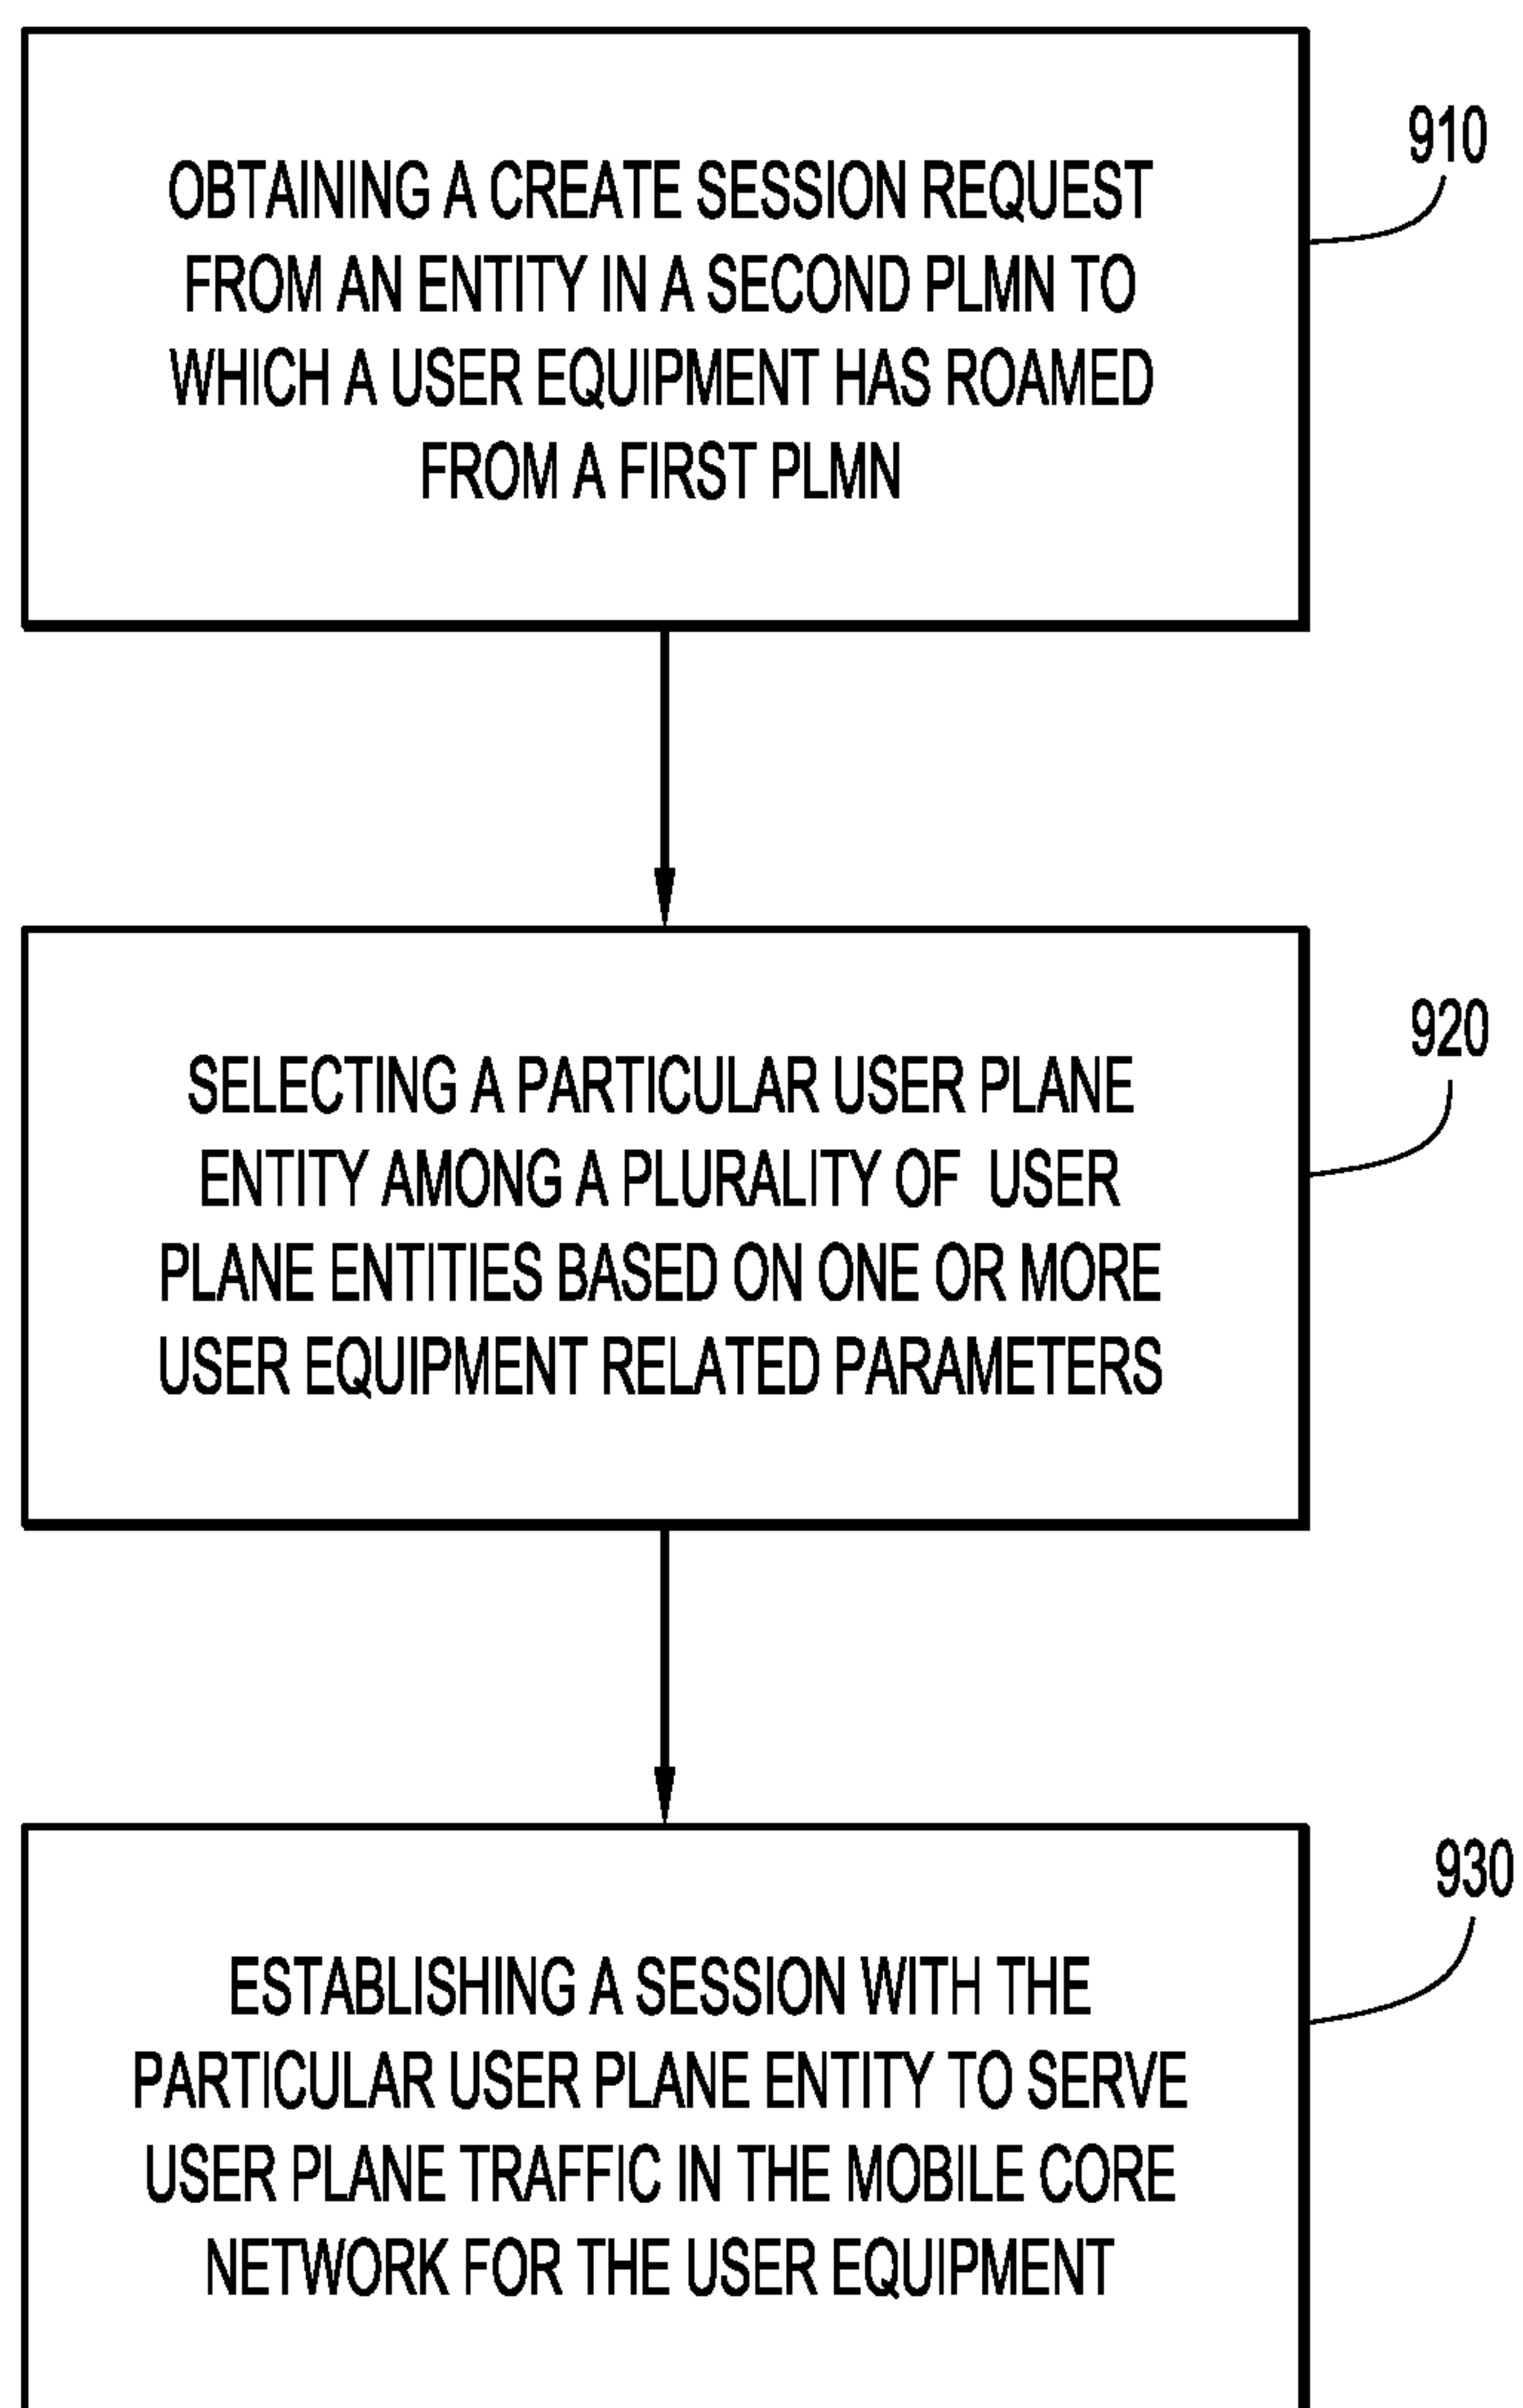 OBTAINING A CREATE SESSION REQUEST
FROM AN ENTITY IN A SECOND PLMN TO
WHICH A USER EQUIPMENT HAS ROAMED
FROM A FIRST PLMN
910
SELECTING A PARTICULAR USER PLANE
ENTITY AMONG A PLURALITY OF USER
PLANE ENTITIES BASED ON ONE OR MORE
USER EQUIPMENT RELATED PARAMETERS
920
ESTABLISHING A SESSION WITH THE
PARTICULAR USER PLANE ENTITY TO SERVE
USER PLANE TRAFFIC IN THE MOBILE CORE
NETWORK FOR THE USER EQUIPMENT
930